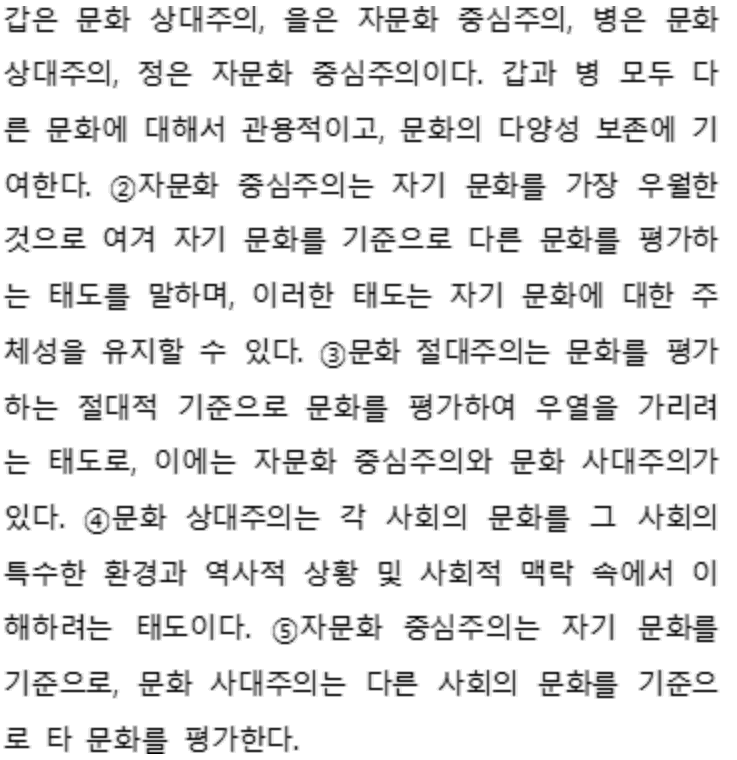 갑은 문화 상대주의, 을은 자문화 중심주의, 병은 문화
상대주의, 정은 자문화 중심주의이다. 갑과 병 모두 다
른 문화에 대해서 관용적이고, 문화의 다양성 보존에 기
여한다. ②자문화 중심주의는 자기 문화를 가장 우월한
것으로 여겨 자기 문화를 기준으로 다른 문화를 평가하
는 태도를 말하며, 이러한 태도는 자기 문화에 대한 주
체성을 유지할 수 있다. ③문화 절대주의는 문화를 평가
하는 절대적 기준으로 문화를 평가하여 우열을 가리려
는 태도로, 이에는 자문화 중심주의와 문화 사대주의가
있다. ④문화 상대주의는 각 사회의 문화를 그 사회의
특수한 환경과 역사적 상황 및 사회적 맥락 속에서 이
해하려는 태도이다. ⑤자문화 중심주의는 자기 문화를
기준으로, 문화 사대주의는 다른 사회의 문화를 기준으
로 타 문화를 평가한다.